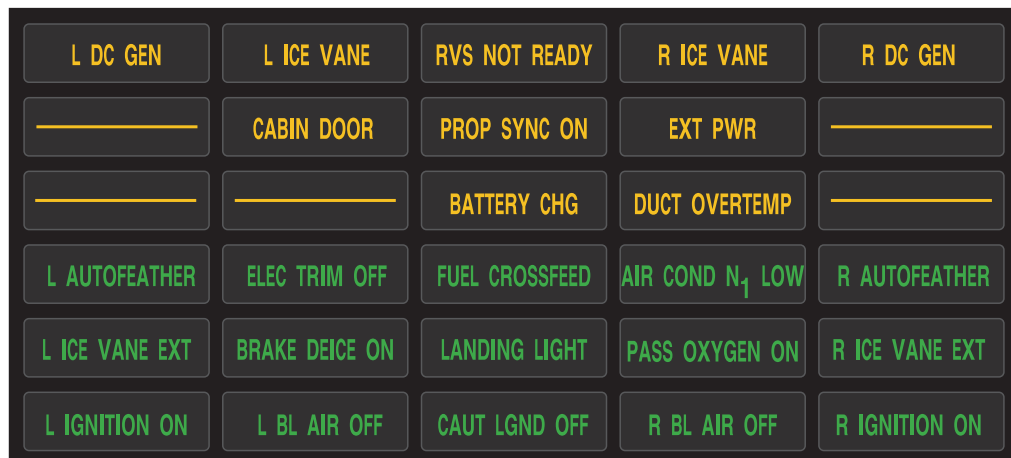 L DC GEN L ICE VANE RVS NOT READY R ICE VANE R DC GEN
CABIN DOOR PROP SYNC ON EXT PWR
BATTERY CHG DUCT OVERTEMP
L AUTOFEATHER ELEC TRIM OFF FUEL CROSSFEED AIR COND N1 LOW R AUTOFEATHER
L ICE VANE EXT BRAKE DEICE ON LANDING LIGHT PASS OXYGEN ON R ICE VANE EXT
L IGNITION ON L BL AIR OFF CAUT LGND OFF R BL AIR OFF R IGNITION ON